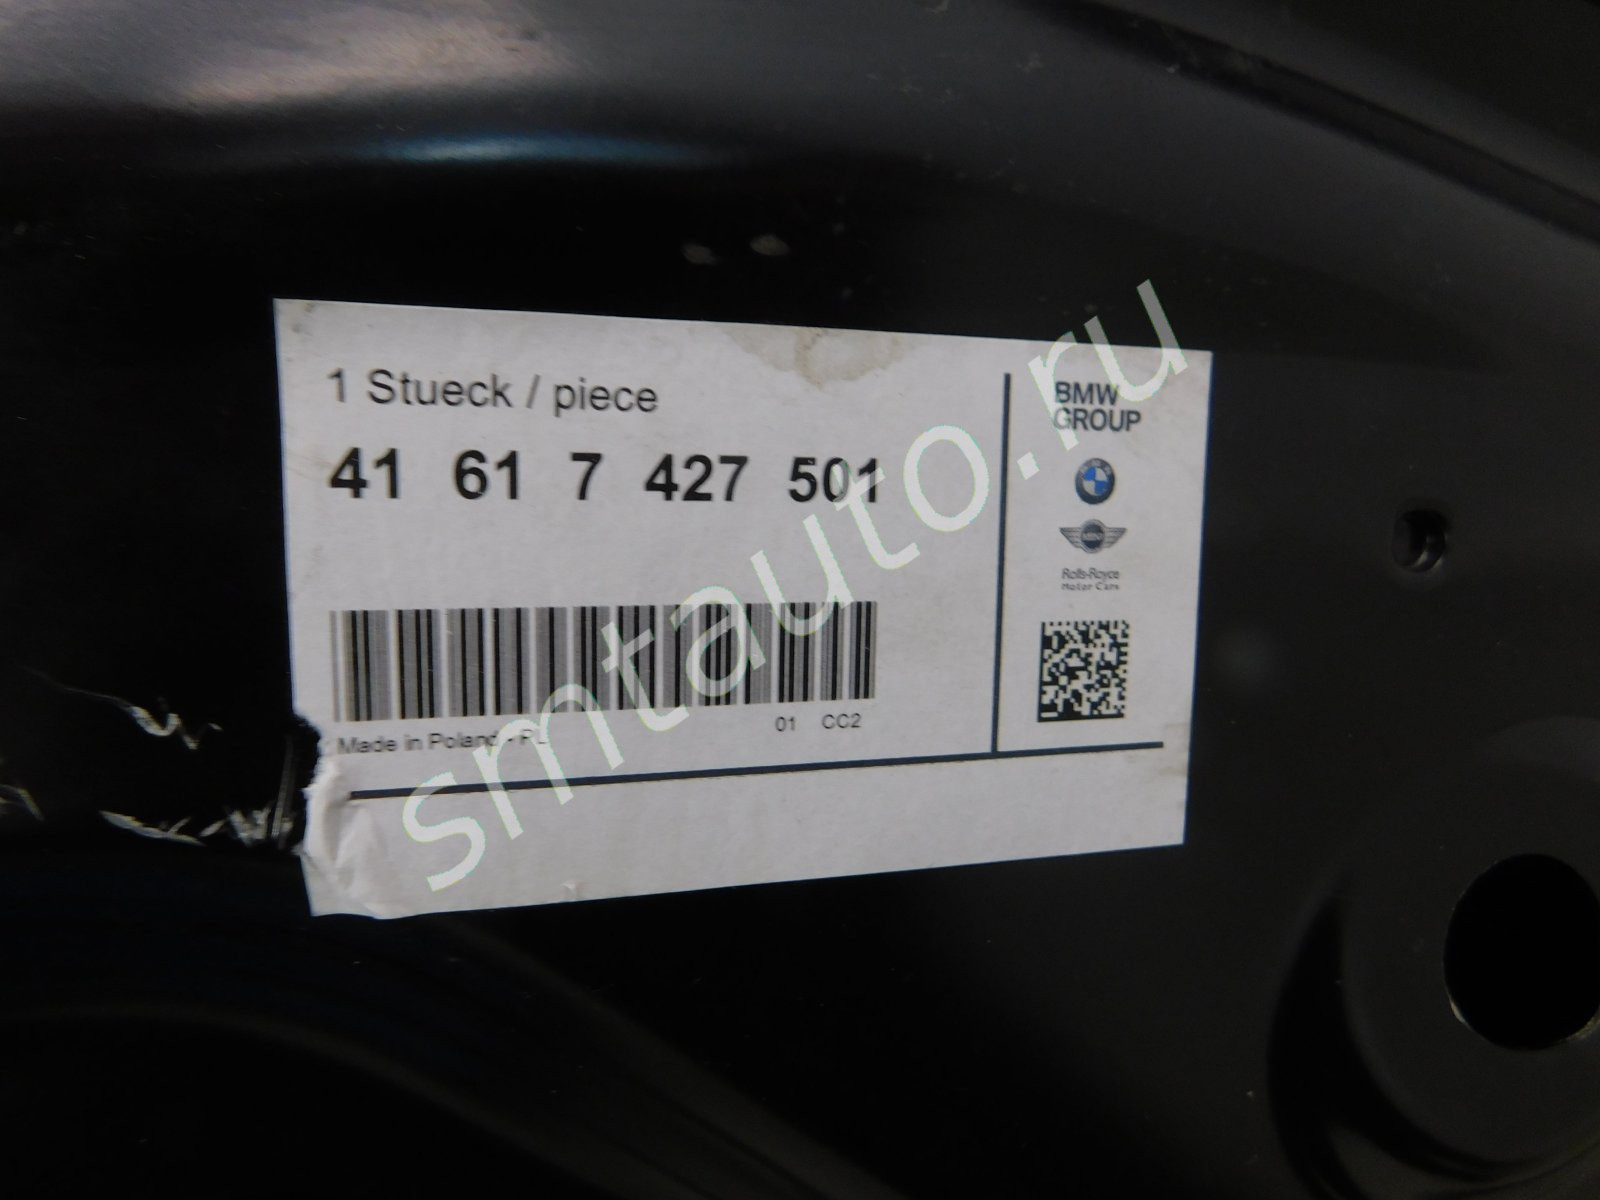 1 Stueck / piece
41 61 7 427 501
01 CC2
Made in Poland - PL
BMW
GROUP
MINI
Rolls-Royce
Motor Cars
smtauto.ru